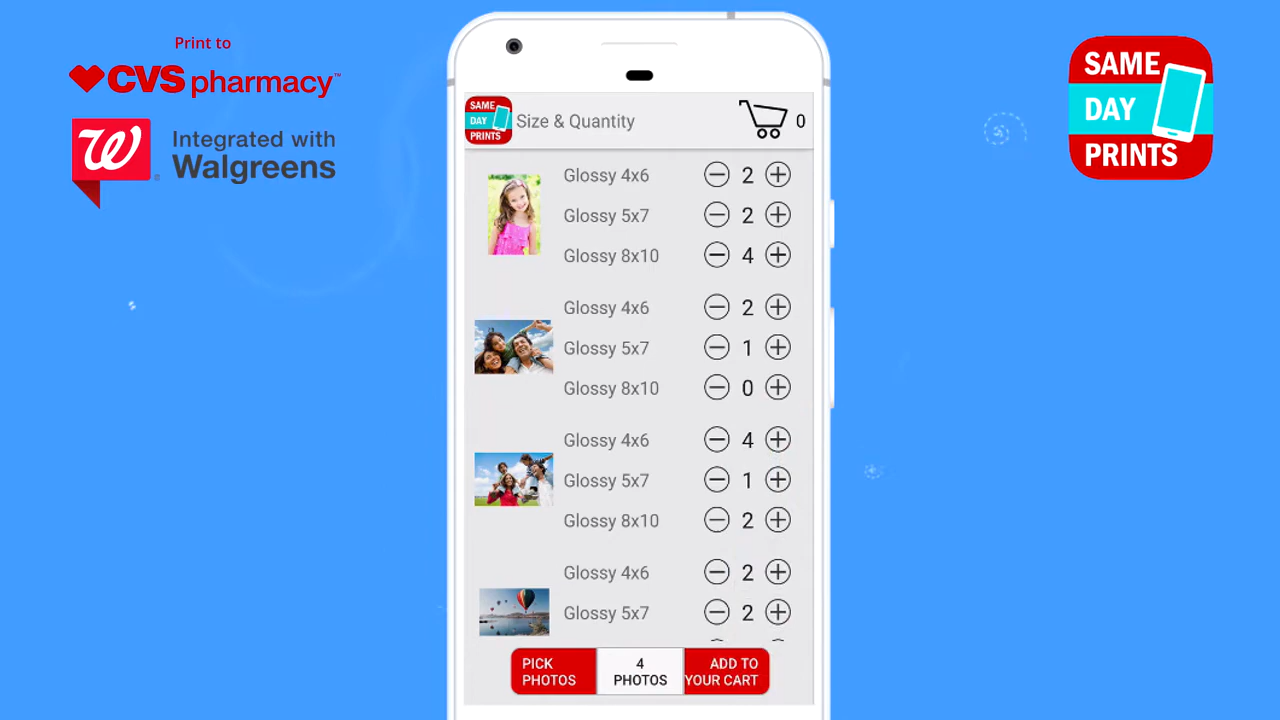 Print to
CVS pharmacy™
Integrated with
Walgreens
SAME
DAY
PRINTS
SAME
DAY
PRINTS
Size & Quantity
0
Glossy 4x6
2
Glossy 5x7
2
Glossy 8x10
4
Glossy 4x6
2
Glossy 5x7
1
Glossy 8x10
0
Glossy 4x6
4
Glossy 5x7
1
Glossy 8x10
2
Glossy 4x6
2
Glossy 5x7
2
PICK
PHOTOS
4
PHOTOS
ADD TO
YOUR CART